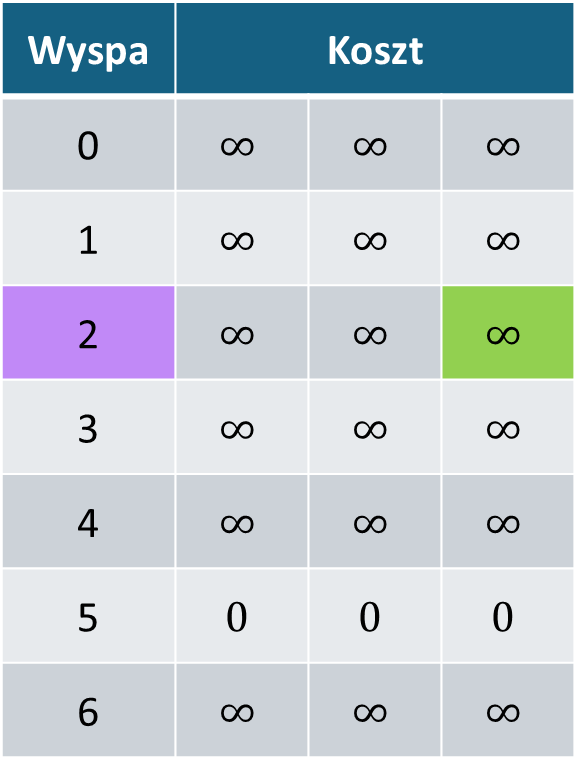 Wyspa Koszt
0 ∞ ∞ ∞
1 ∞ ∞ ∞
2 ∞ ∞ ∞
3 ∞ ∞ ∞
4 ∞ ∞ ∞
5 0 0 0
6 ∞ ∞ ∞